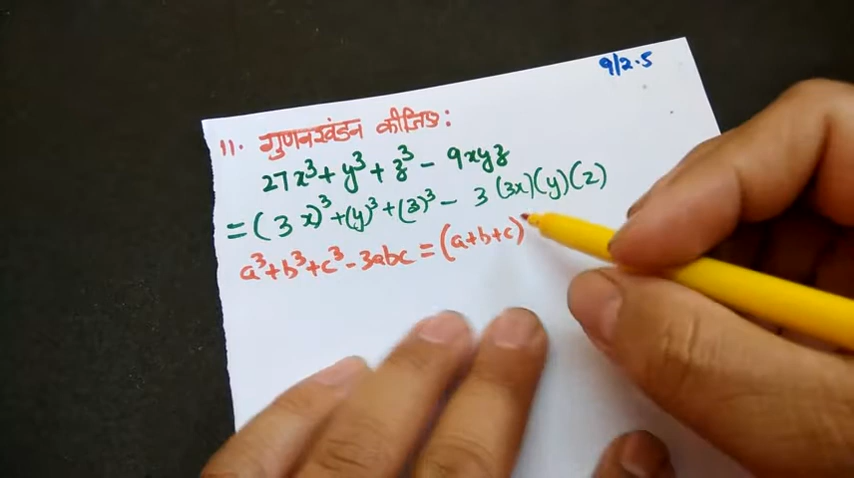 9/2.5
11. गुणनखंडन कीजिए:
27x³ + y³ + z³ - 9xyz
= (3x)³ + (y)³ + (z)³ - 3(3x)(y)(z)
a³+b³+c³-3abc = (a+b+c)